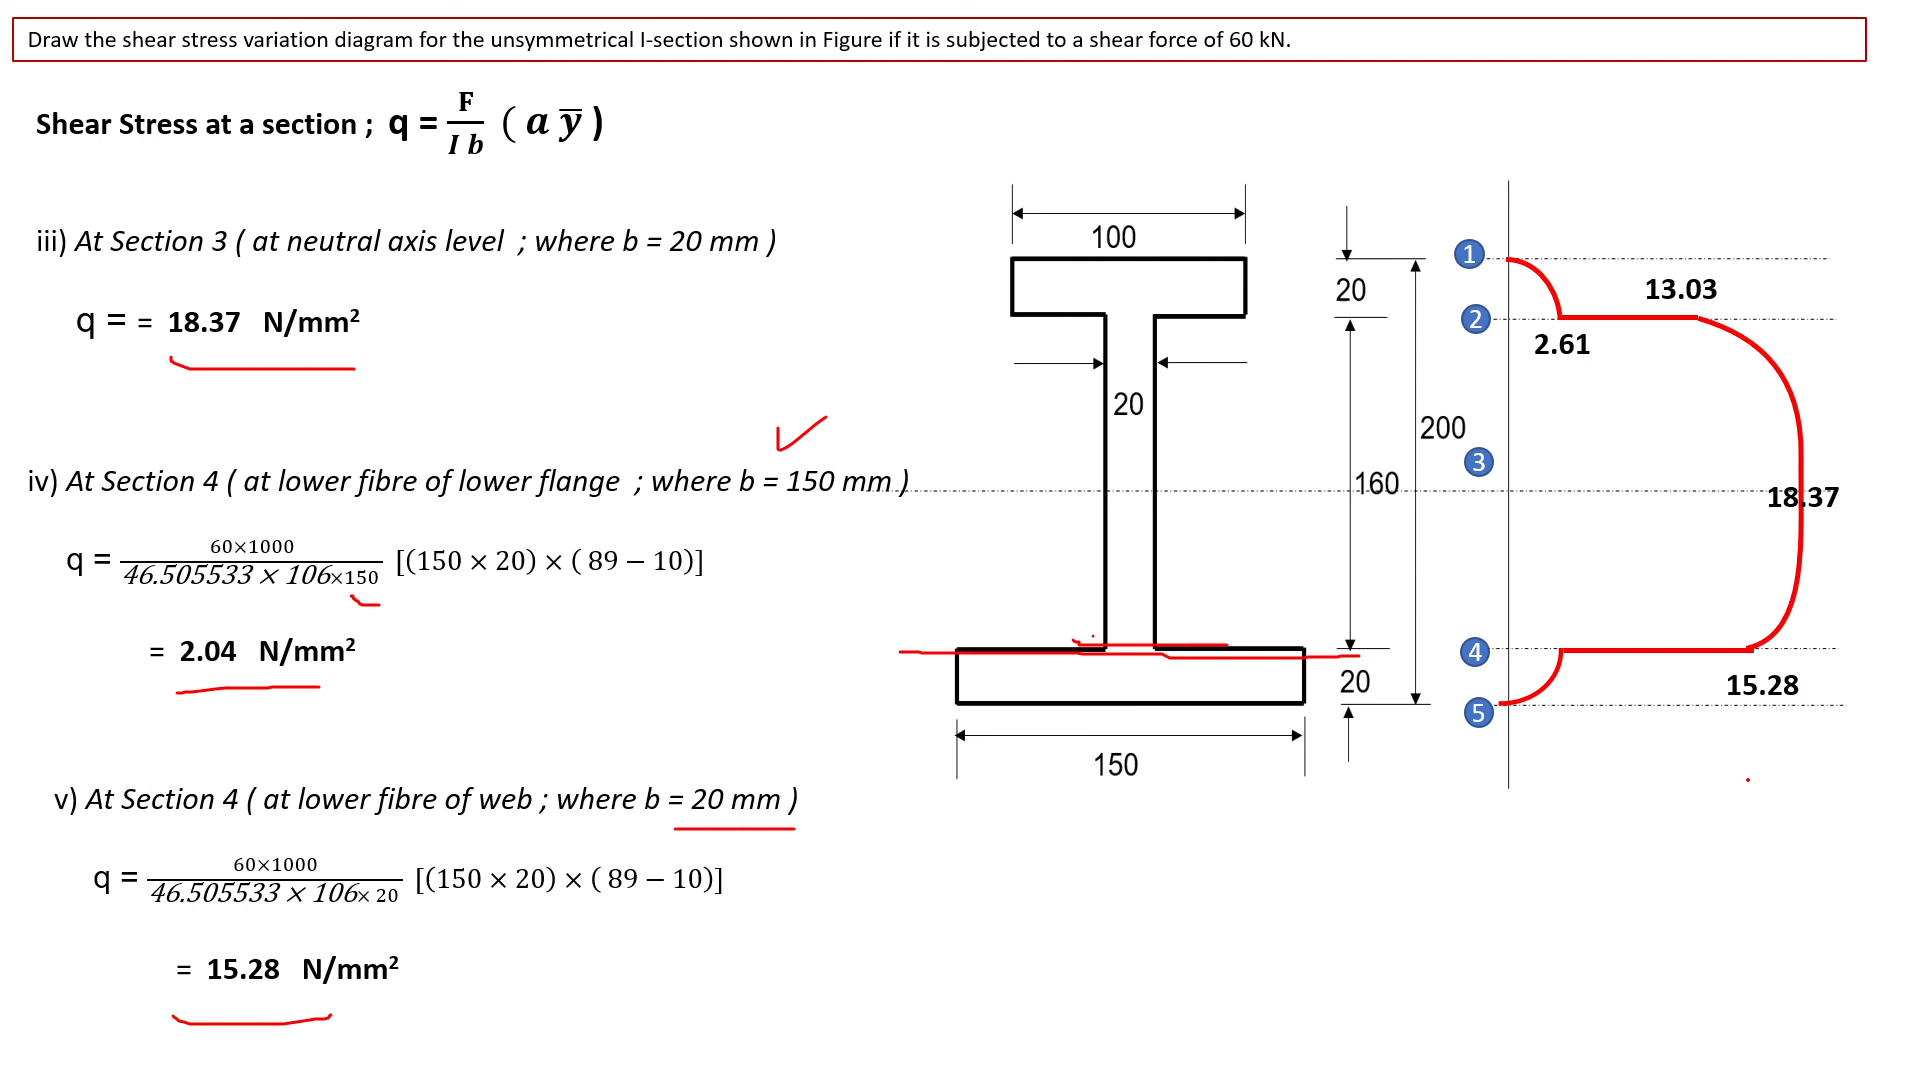 Draw the shear stress variation diagram for the unsymmetrical I-section shown in Figure if it is subjected to a shear force of 60 kN.
Shear Stress at a section ; q = F / I b ( a y̅ )
iii) At Section 3 ( at neutral axis level ; where b = 20 mm )
q = = 18.37 N/mm²
iv) At Section 4 ( at lower fibre of lower flange ; where b = 150 mm )
q = 60×1000 / 46.505533 × 106×150 [(150 × 20) × ( 89 − 10)]
= 2.04 N/mm²
v) At Section 4 ( at lower fibre of web ; where b = 20 mm )
q = 60×1000 / 46.505533 × 106× 20 [(150 × 20) × ( 89 − 10)]
= 15.28 N/mm²
100
20
20
200
160
20
150
1
2
3
4
5
13.03
2.61
18.37
15.28